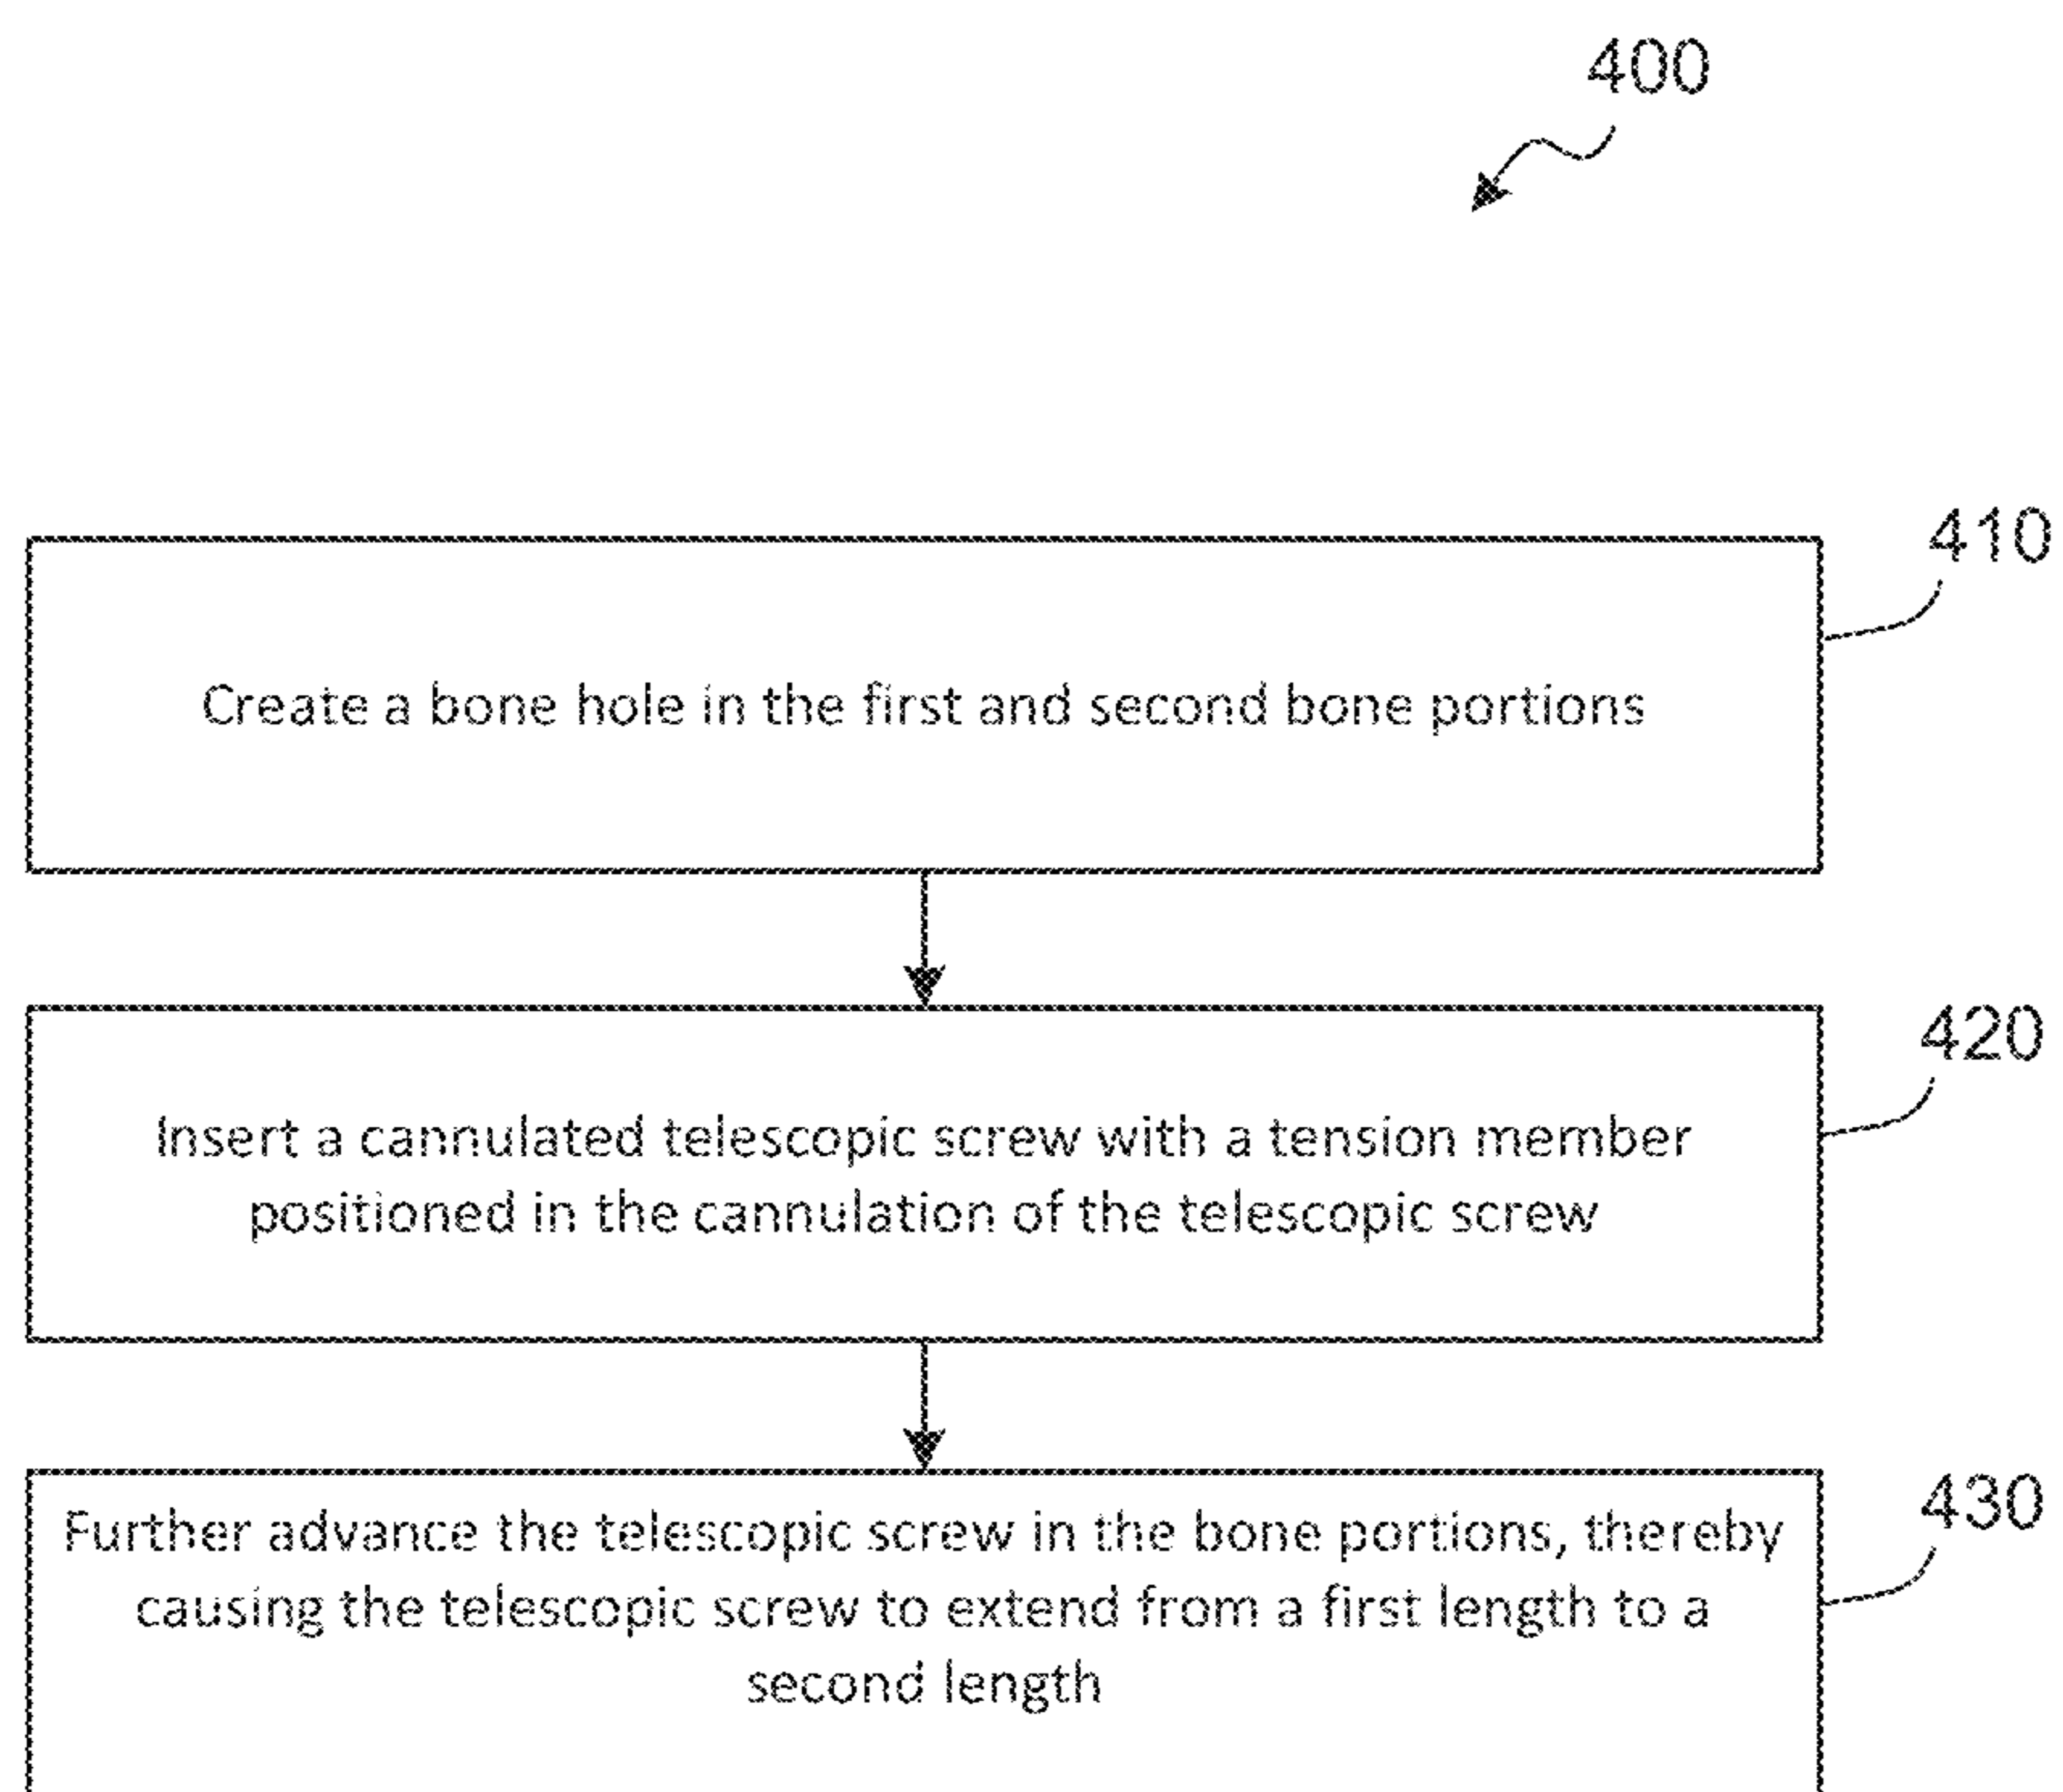 400
410
Create a bone hole in the first and second bone portions
420
Insert a cannulated telescopic screw with a tension member
positioned in the cannulation of the telescopic screw
430
Further advance the telescopic screw in the bone portions, thereby
causing the telescopic screw to extend from a first length to a
second length